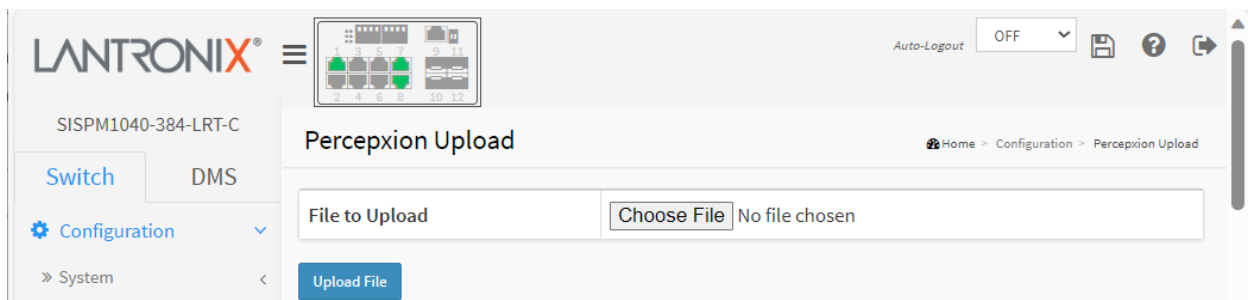 LANTRONIX®
1 3 5 7 9 11
2 4 6 8 10 12
Auto-Logout OFF
SISPM1040-384-LRT-C
Switch DMS
Configuration
» System
Percepxion Upload
Home > Configuration > Percepxion Upload
File to Upload Choose File No file chosen
Upload File